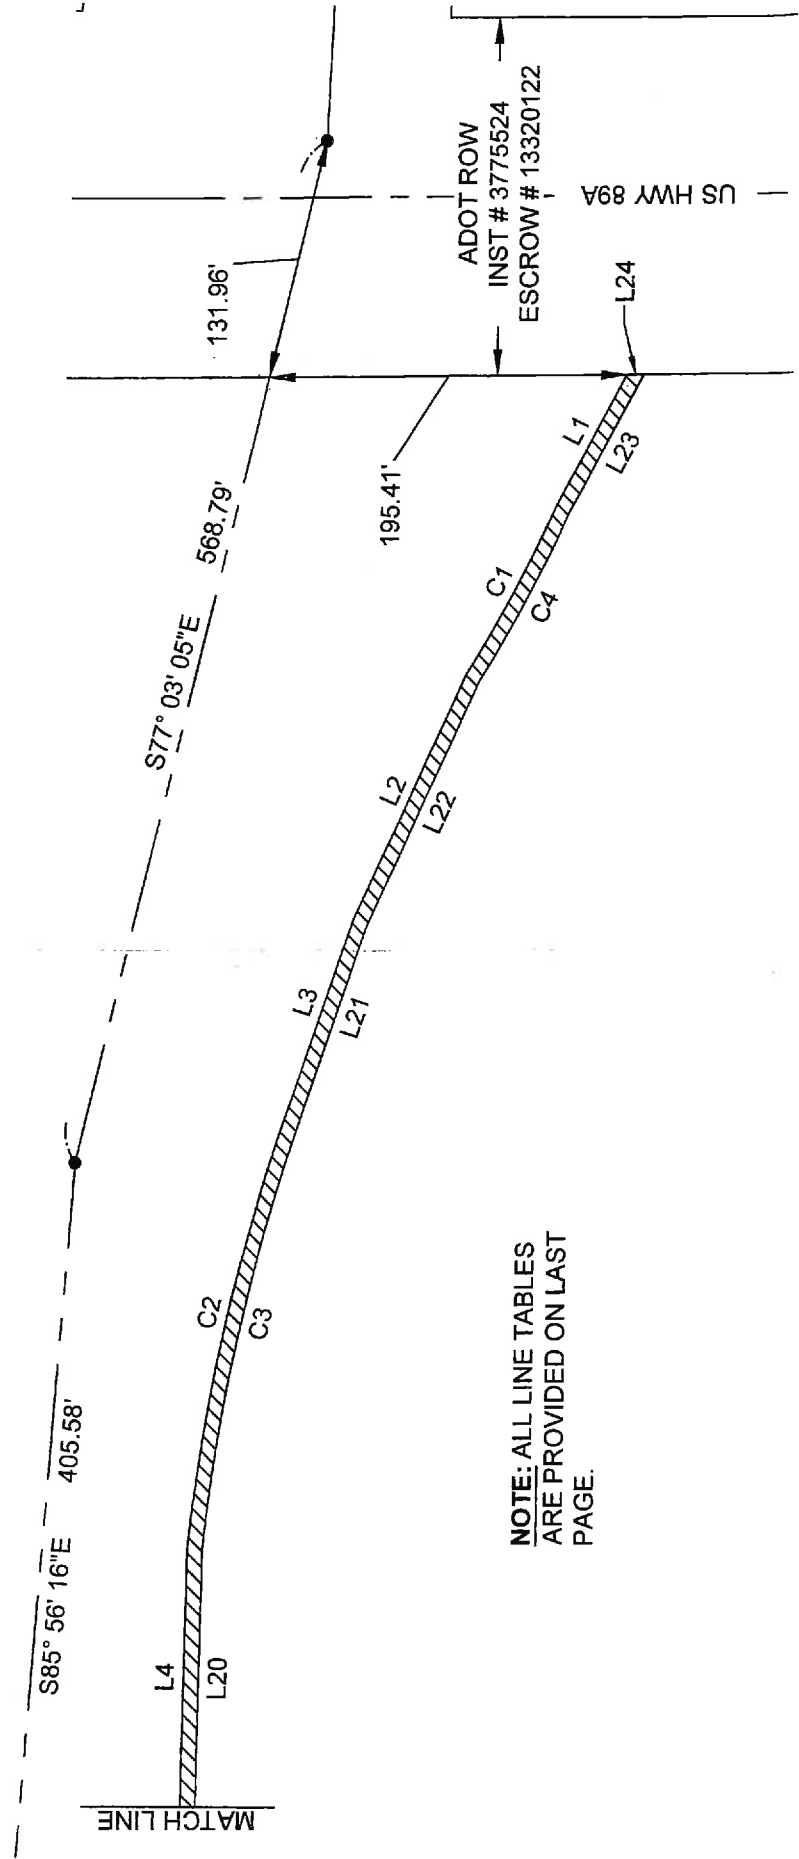 S85° 56' 16"E 405.58'
S77° 03' 05"E 568.79'
131.96'
195.41'
ADOT ROW
INST # 3775524
ESCROW # 13320122
US HWY 89A
L24
L1
L23
C1
C4
L2
L22
L3
L21
C2
C3
L4
L20
MATCH LINE
NOTE: ALL LINE TABLES
ARE PROVIDED ON LAST
PAGE.